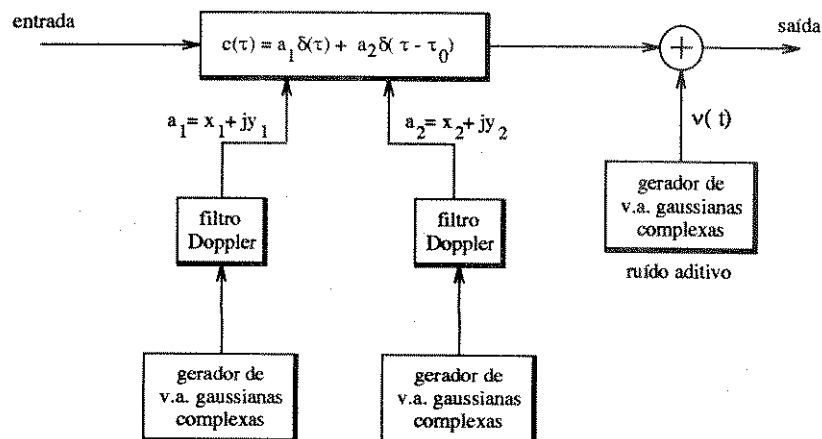 entrada
c(τ) = a₁δ(τ) + a₂δ( τ - τ₀)
saída
a₁= x₁+ jy₁
a₂= x₂+ jy₂
ν( t)
filtro
Doppler
filtro
Doppler
gerador de
v.a. gaussianas
complexas
ruído aditivo
gerador de
v.a. gaussianas
complexas
gerador de
v.a. gaussianas
complexas